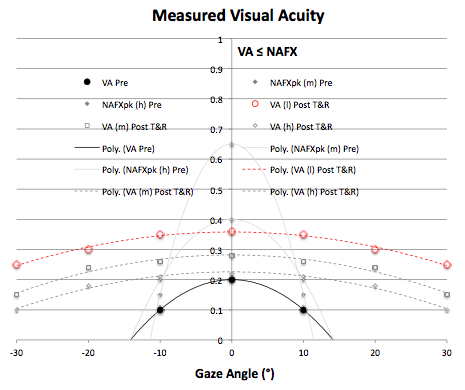 Measured Visual Acuity
1
VA ≤ NAFX
0.9
VA Pre
NAFXpk (m) Pre
0.8
NAFXpk (h) Pre
VA (l) Post T&R
VA (m) Post T&R
0.7
VA (h) Post T&R
Poly. (VA Pre)
Poly. (NAFXpk (m) Pre)
0.6
Poly. (NAFXpk (h) Pre)
Poly. (VA (l) Post T&R)
Poly. (VA (m) Post T&R)
0.5
Poly. (VA (h) Post T&R)
0.4
0.3
0.2
0.1
0
-30 -20 -10 0 10 20 30
Gaze Angle (°)